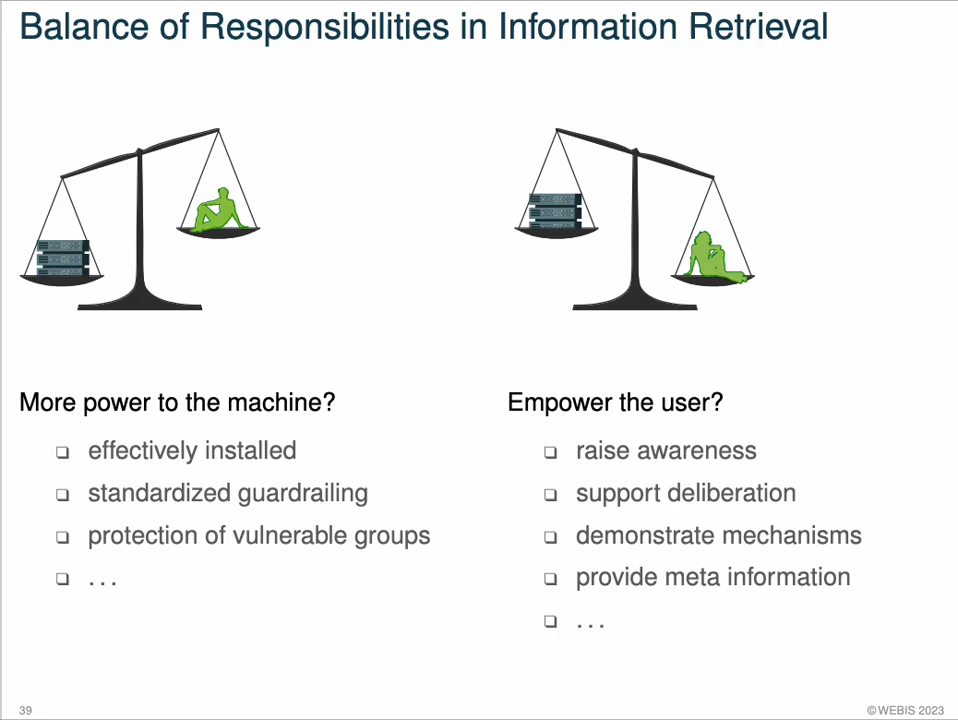 Balance of Responsibilities in Information Retrieval
More power to the machine?
❏ effectively installed
❏ standardized guardrailing
❏ protection of vulnerable groups
❏ ...
Empower the user?
❏ raise awareness
❏ support deliberation
❏ demonstrate mechanisms
❏ provide meta information
❏ ...
39
©WEBIS 2023